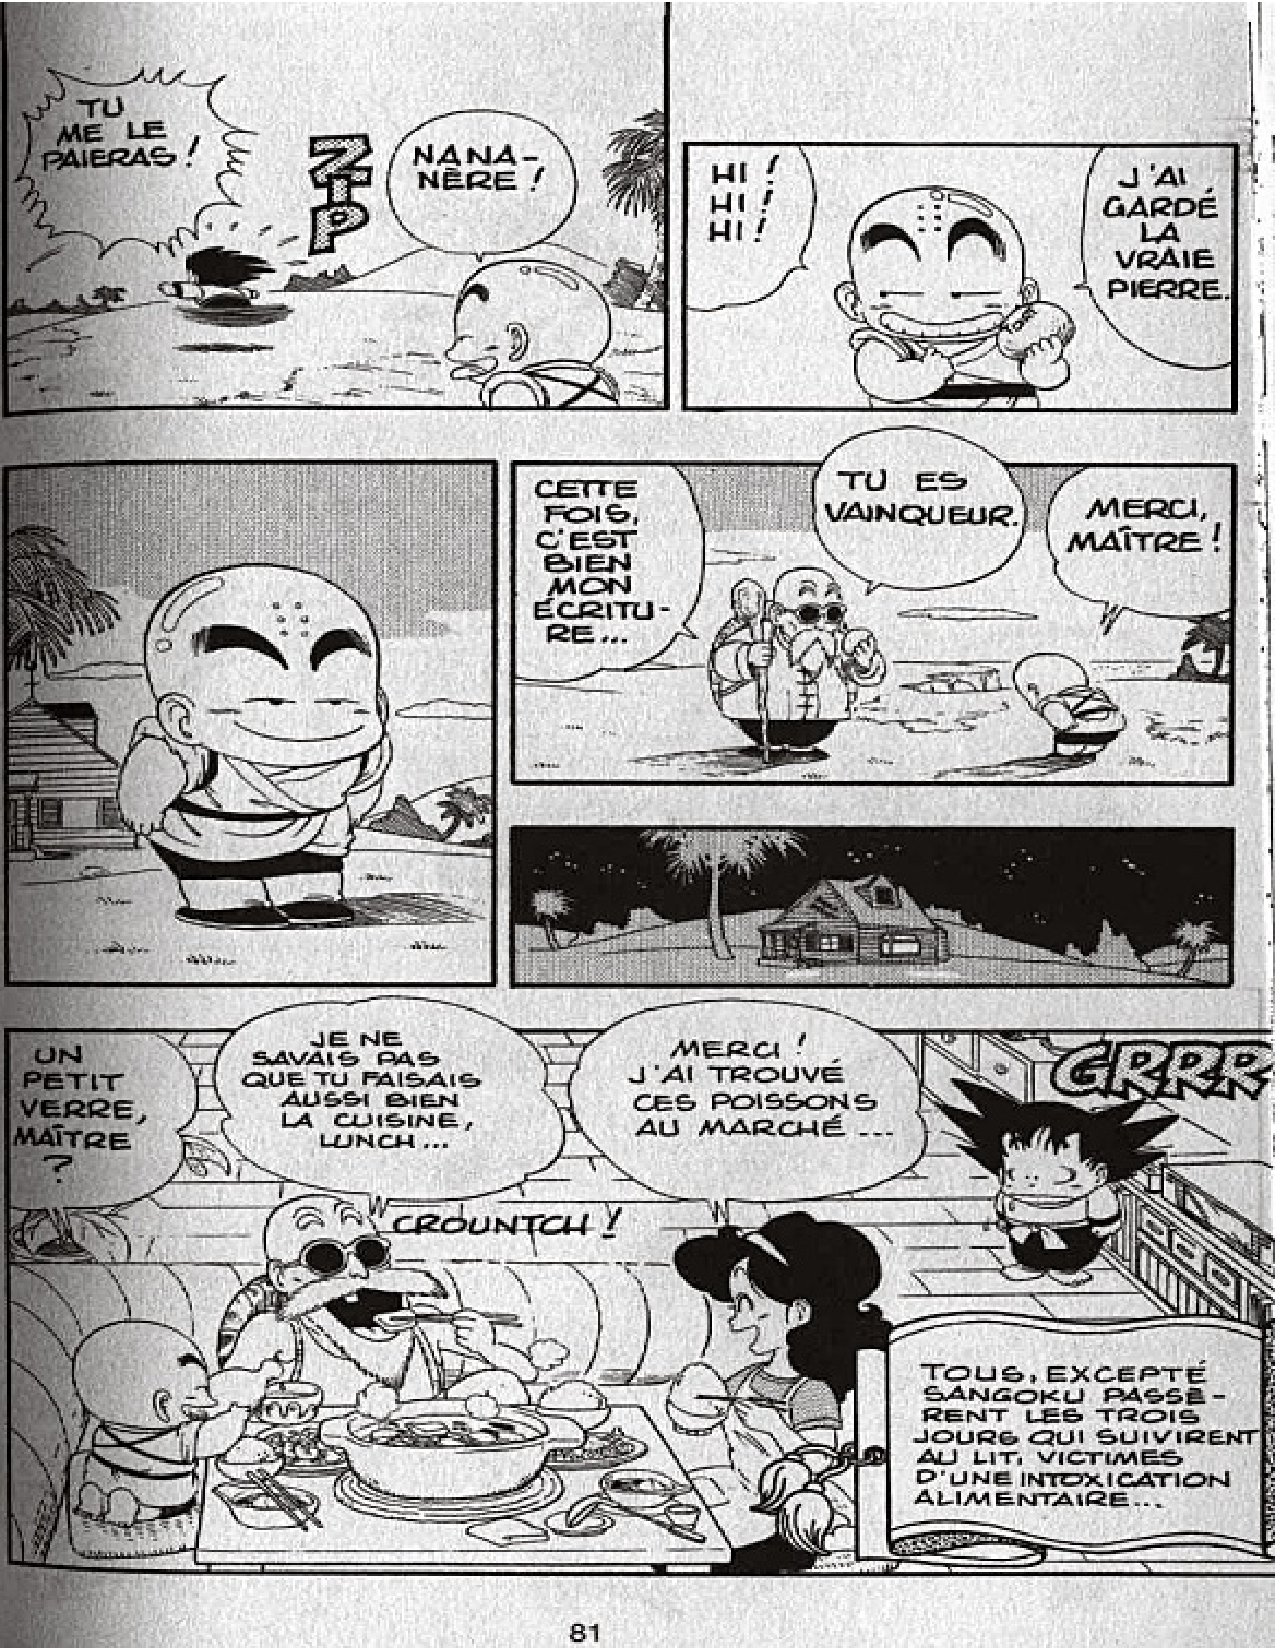 TU
ME LE
PAIERAS !
ZIP
NANA-
NÈRE !
HI !
HI !
HI !
J'AI
GARDÉ
LA
VRAIE
PIERRE.
CETTE
FOIS,
C'EST
BIEN
MON
ÉCRITU-
RE...
TU ES
VAINQUEUR.
MERCI,
MAÎTRE !
UN
PETIT
VERRE,
MAÎTRE
?
JE NE
SAVAIS PAS
QUE TU FAISAIS
AUSSI BIEN
LA CUISINE,
LUNCH...
MERCI !
J'AI TROUVÉ
CES POISSONS
AU MARCHÉ ...
GRRR
CROUNTCH !
TOUS, EXCEPTÉ
SANGOKU PASSÈ-
RENT LES TROIS
JOURS QUI SUIVIRENT
AU LIT, VICTIMES
D'UNE INTOXICATION
ALIMENTAIRE...
81